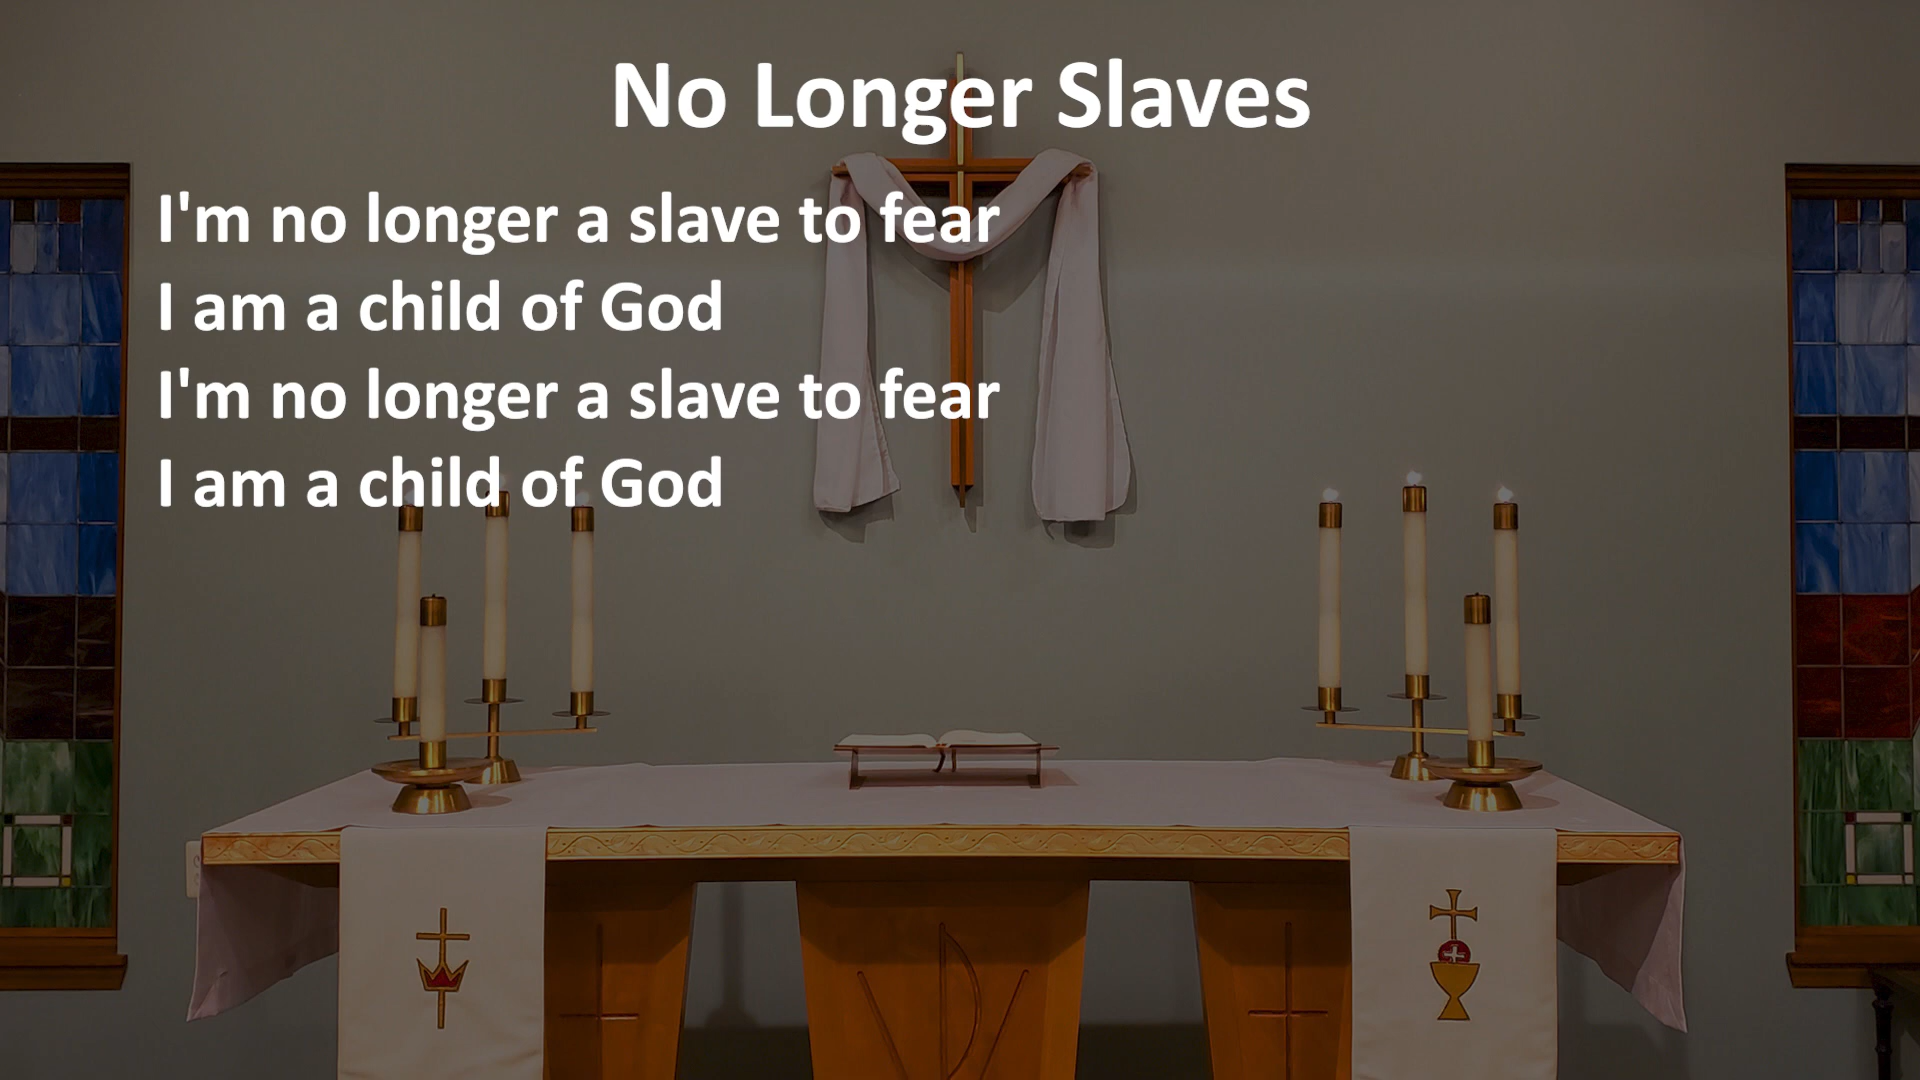 No Longer Slaves
I'm no longer a slave to fear
I am a child of God
I'm no longer a slave to fear
I am a child of God